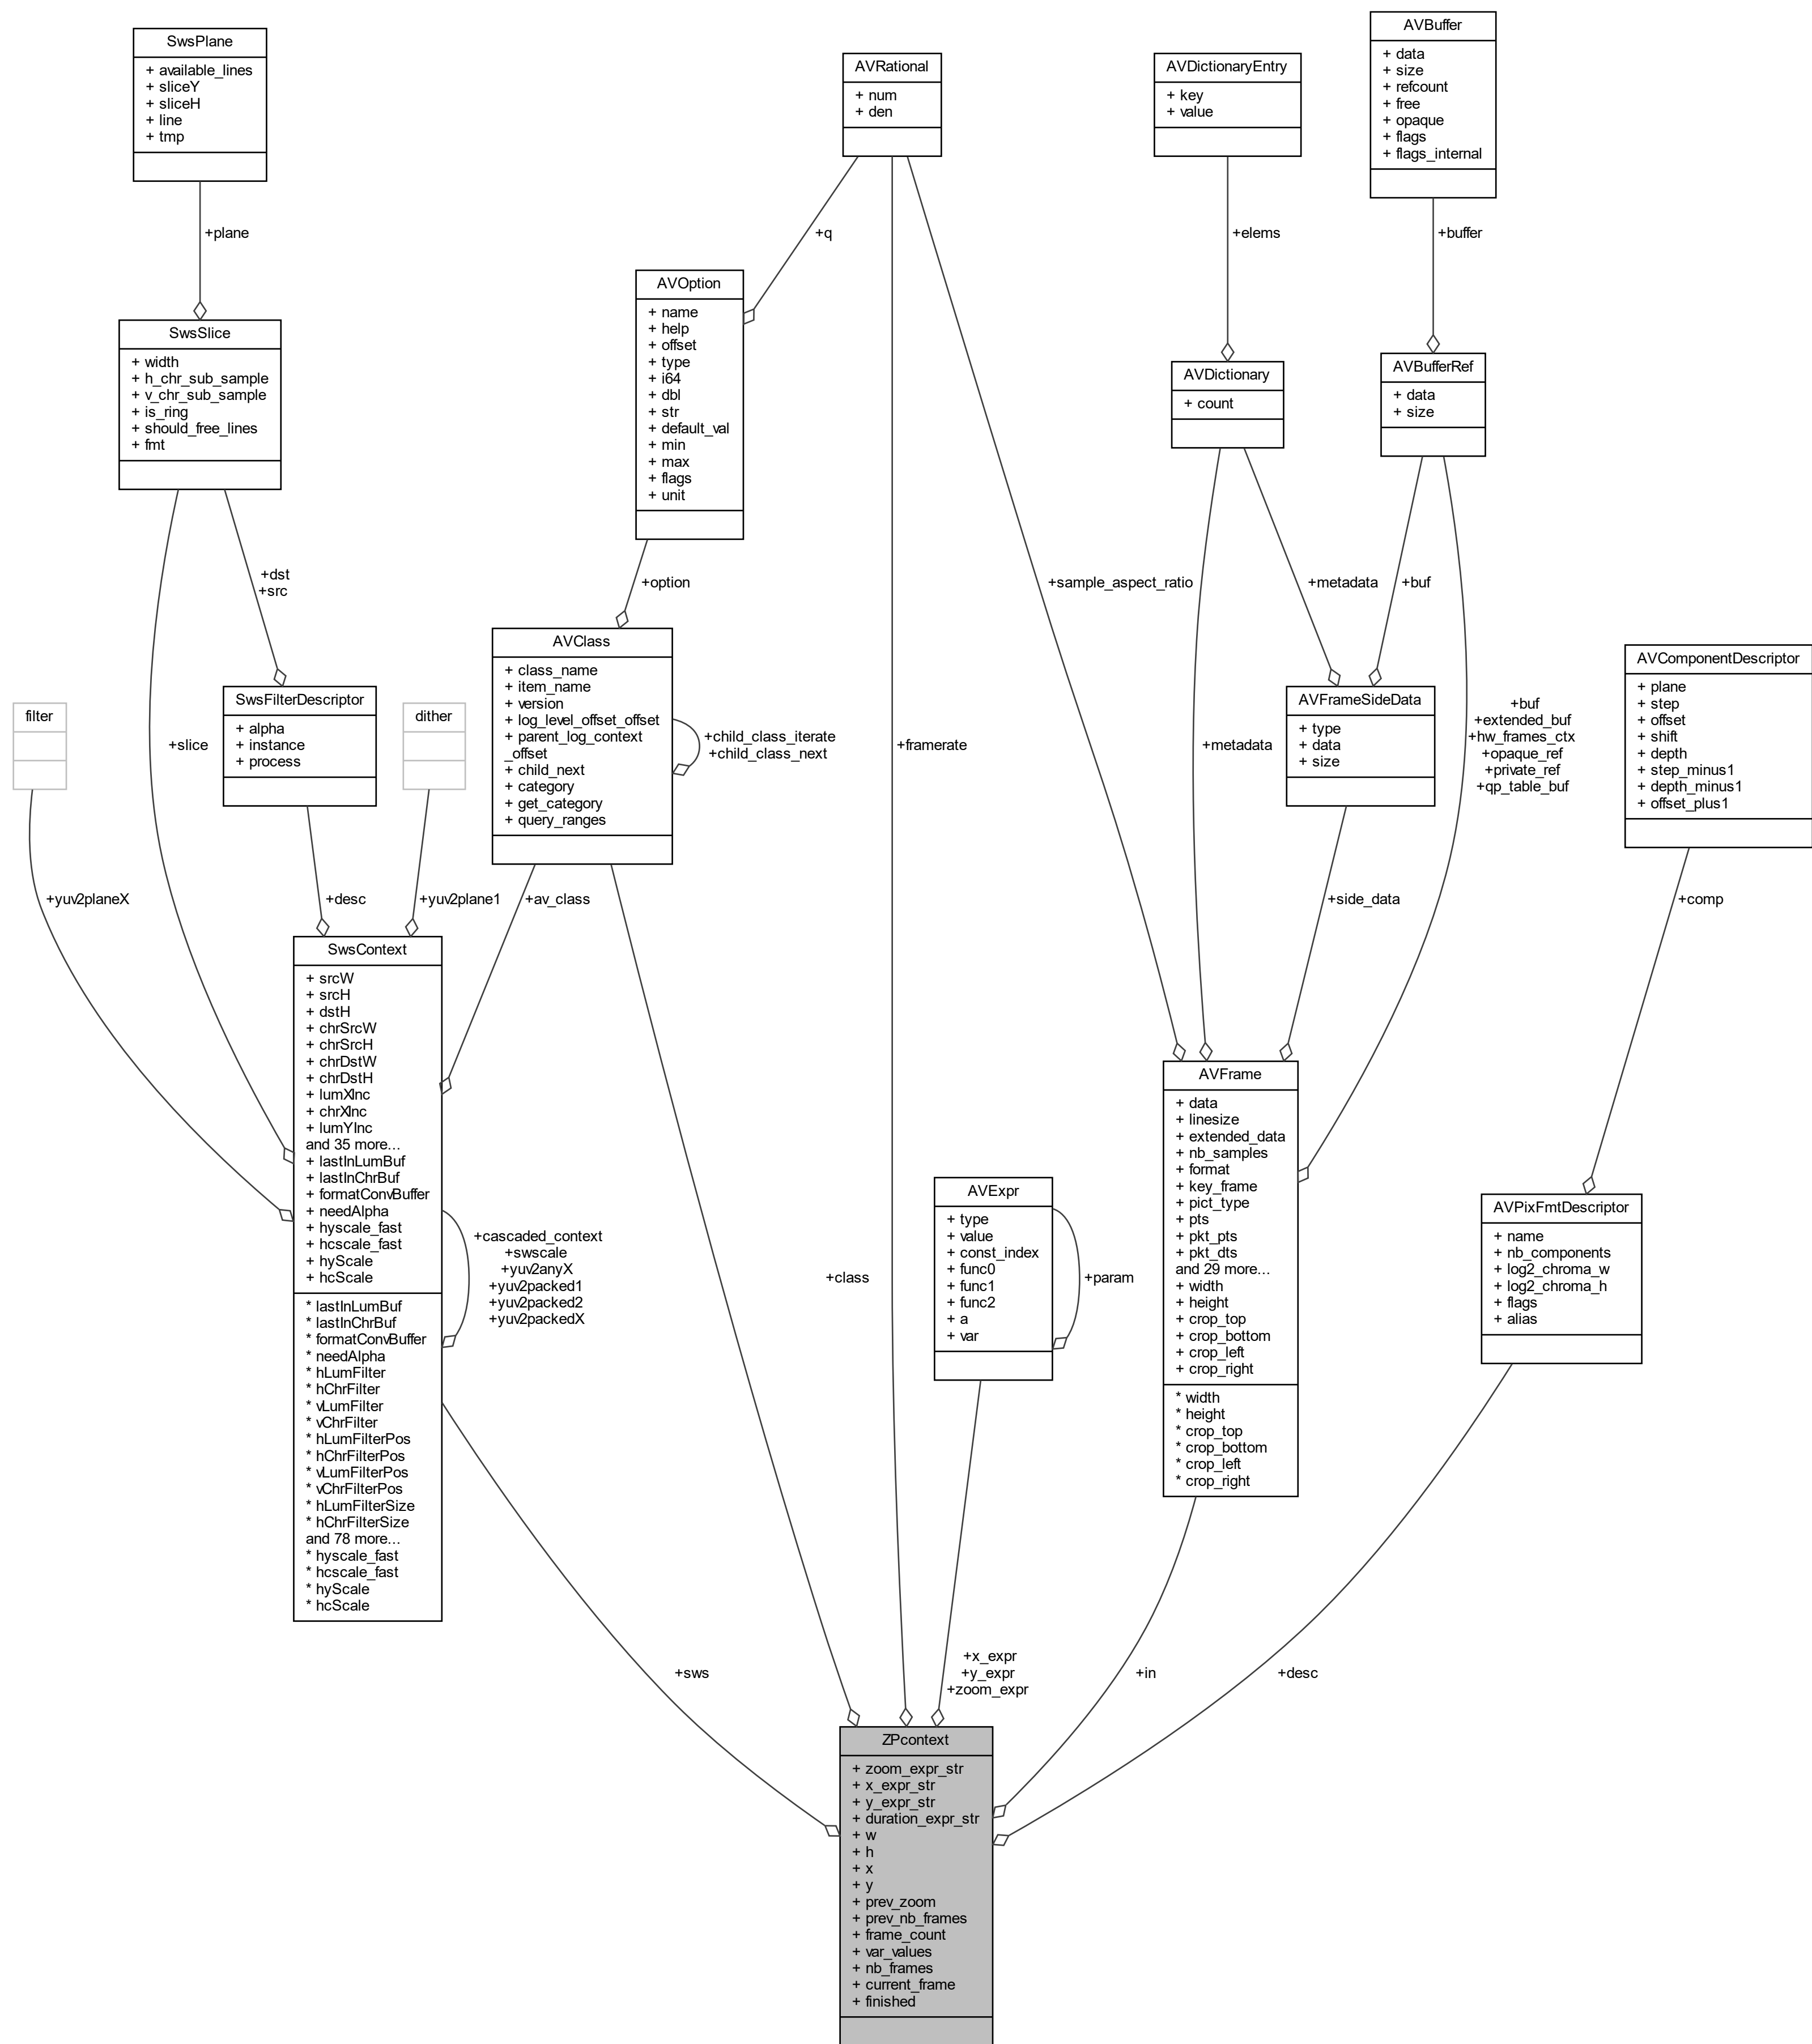 SwsPlane
+ available_lines
+ sliceY
+ sliceH
+ line
+ tmp
AVRational
+ num
+ den
AVDictionaryEntry
+ key
+ value
AVBuffer
+ data
+ size
+ refcount
+ free
+ opaque
+ flags
+ flags_internal
+plane
+q
+elems
+buffer
SwsSlice
+ width
+ h_chr_sub_sample
+ v_chr_sub_sample
+ is_ring
+ should_free_lines
+ fmt
AVOption
+ name
+ help
+ offset
+ type
+ i64
+ dbl
+ str
+ default_val
+ min
+ max
+ flags
+ unit
AVDictionary
+ count
AVBufferRef
+ data
+ size
+dst
+src
+option
+sample_aspect_ratio
+metadata
+buf
filter
+slice
SwsFilterDescriptor
+ alpha
+ instance
+ process
dither
AVClass
+ class_name
+ item_name
+ version
+ log_level_offset_offset
+ parent_log_context
_offset
+ child_next
+ category
+ get_category
+ query_ranges
+child_class_iterate
+child_class_next
+framerate
+metadata
AVFrameSideData
+ type
+ data
+ size
+buf
+extended_buf
+hw_frames_ctx
+opaque_ref
+private_ref
+qp_table_buf
AVComponentDescriptor
+ plane
+ step
+ offset
+ shift
+ depth
+ step_minus1
+ depth_minus1
+ offset_plus1
+yuv2planeX
+desc
+yuv2plane1
+av_class
+side_data
+comp
SwsContext
+ srcW
+ srcH
+ dstH
+ chrSrcW
+ chrSrcH
+ chrDstW
+ chrDstH
+ lumXInc
+ chrXInc
+ lumYInc
and 35 more...
+ lastInLumBuf
+ lastInChrBuf
+ formatConvBuffer
+ needAlpha
+ hyscale_fast
+ hcscale_fast
+ hyScale
+ hcScale
* lastInLumBuf
* lastInChrBuf
* formatConvBuffer
* needAlpha
* hLumFilter
* hChrFilter
* vLumFilter
* vChrFilter
* hLumFilterPos
* hChrFilterPos
* vLumFilterPos
* vChrFilterPos
* hLumFilterSize
* hChrFilterSize
and 78 more...
* hyscale_fast
* hcscale_fast
* hyScale
* hcScale
+cascaded_context
+swscale
+yuv2anyX
+yuv2packed1
+yuv2packed2
+yuv2packedX
+class
AVExpr
+ type
+ value
+ const_index
+ func0
+ func1
+ func2
+ a
+ var
+param
AVFrame
+ data
+ linesize
+ extended_data
+ nb_samples
+ format
+ key_frame
+ pict_type
+ pts
+ pkt_pts
+ pkt_dts
and 29 more...
+ width
+ height
+ crop_top
+ crop_bottom
+ crop_left
+ crop_right
* width
* height
* crop_top
* crop_bottom
* crop_left
* crop_right
AVPixFmtDescriptor
+ name
+ nb_components
+ log2_chroma_w
+ log2_chroma_h
+ flags
+ alias
+sws
+x_expr
+y_expr
+zoom_expr
+in
+desc
ZPcontext
+ zoom_expr_str
+ x_expr_str
+ y_expr_str
+ duration_expr_str
+ w
+ h
+ x
+ y
+ prev_zoom
+ prev_nb_frames
+ frame_count
+ var_values
+ nb_frames
+ current_frame
+ finished